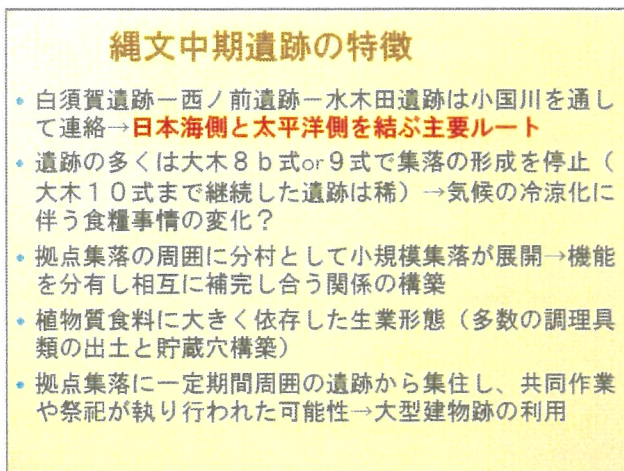 縄文中期遺跡の特徴
• 白須賀遺跡－西ノ前遺跡－水木田遺跡は小国川を通し
て連絡→日本海側と太平洋側を結ぶ主要ルート
• 遺跡の多くは大木８ｂ式or９式で集落の形成を停止（
大木１０式まで継続した遺跡は稀）→気候の冷涼化に
伴う食糧事情の変化？
• 拠点集落の周囲に分村として小規模集落が展開→機能
を分有し相互に補完し合う関係の構築
• 植物質食料に大きく依存した生業形態（多数の調理具
類の出土と貯蔵穴構築）
• 拠点集落に一定期間周囲の遺跡から集住し、共同作業
や祭祀が執り行われた可能性→大型建物跡の利用